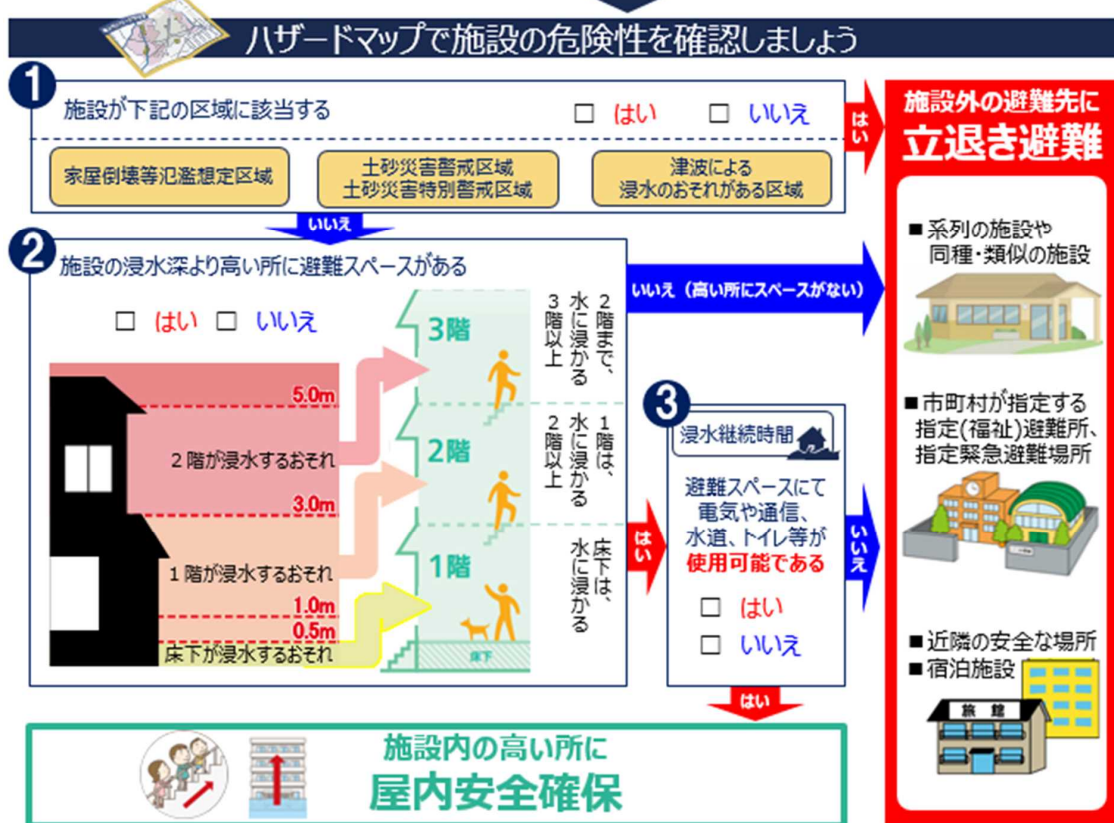 ハザードマップで施設の危険性を確認しましょう
1
施設が下記の区域に該当する
□ はい □ いいえ
家屋倒壊等氾濫想定区域
土砂災害警戒区域
土砂災害特別警戒区域
津波による
浸水のおそれがある区域
はい
いいえ
2
施設の浸水深より高い所に避難スペースがある
□ はい □ いいえ
5.0m
2階が浸水するおそれ
3.0m
1階が浸水するおそれ
1.0m
0.5m
床下が浸水するおそれ
3階
2階
1階
床下
2階まで、
水に浸かる
3階以上
1階は、
水に浸かる
2階以上
床下は、
水に浸かる
いいえ（高い所にスペースがない）
はい
3
浸水継続時間
避難スペースにて
電気や通信、
水道、トイレ等が
使用可能である
□ はい
□ いいえ
いいえ
はい
施設内の高い所に
屋内安全確保
施設外の避難先に
立退き避難
■系列の施設や
同種・類似の施設
■市町村が指定する
指定(福祉)避難所、
指定緊急避難場所
■近隣の安全な場所
■宿泊施設
旅館